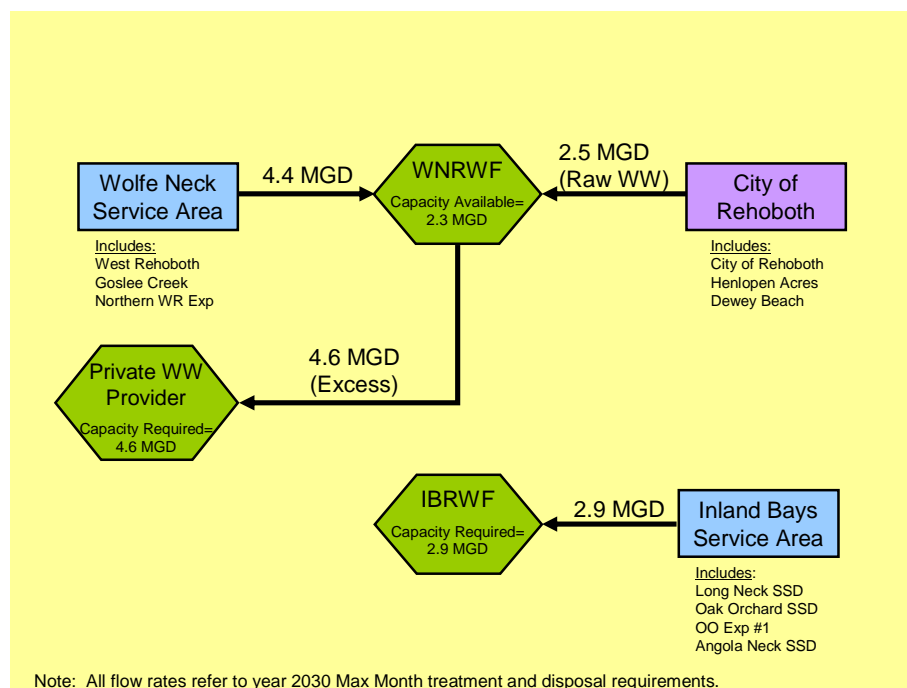 Wolfe Neck
Service Area
Includes:
West Rehoboth
Goslee Creek
Northern WR Exp
4.4 MGD
WNRWF
Capacity Available=
2.3 MGD
2.5 MGD
(Raw WW)
City of
Rehoboth
Includes:
City of Rehoboth
Henlopen Acres
Dewey Beach
4.6 MGD
(Excess)
Private WW
Provider
Capacity Required=
4.6 MGD
IBRWF
Capacity Required=
2.9 MGD
2.9 MGD
Inland Bays
Service Area
Includes:
Long Neck SSD
Oak Orchard SSD
OO Exp #1
Angola Neck SSD
Note: All flow rates refer to year 2030 Max Month treatment and disposal requirements.